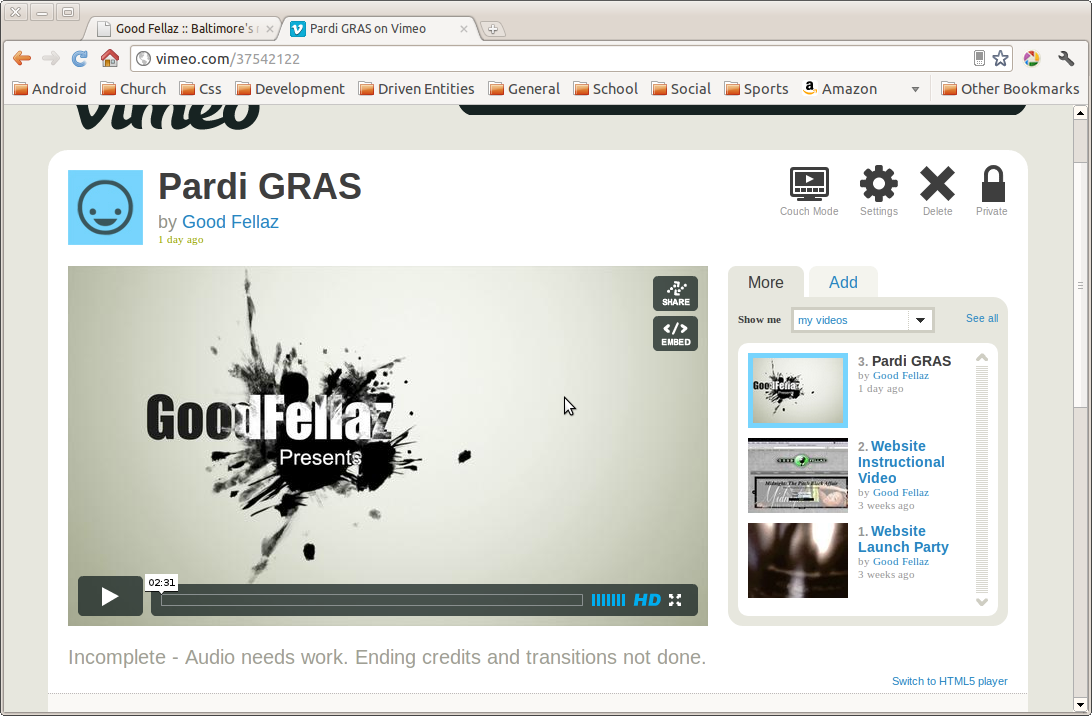 Good Fellaz :: Baltimore's
Pardi GRAS on Vimeo
vimeo.com/37542122
Android
Church
Css
Development
Driven Entities
General
School
Social
Sports
Amazon
Other Bookmarks
vimeo
Pardi GRAS
by Good Fellaz
1 day ago
Couch Mode
Settings
Delete
Private
SHARE
</>
EMBED
GoodFellaz
Presents
02:31
HD
More
Add
Show me
my videos
See all
3. Pardi GRAS
by Good Fellaz
1 day ago
2. Website
Instructional
Video
by Good Fellaz
3 weeks ago
1. Website
Launch Party
by Good Fellaz
3 weeks ago
Incomplete - Audio needs work. Ending credits and transitions not done.
Switch to HTML5 player